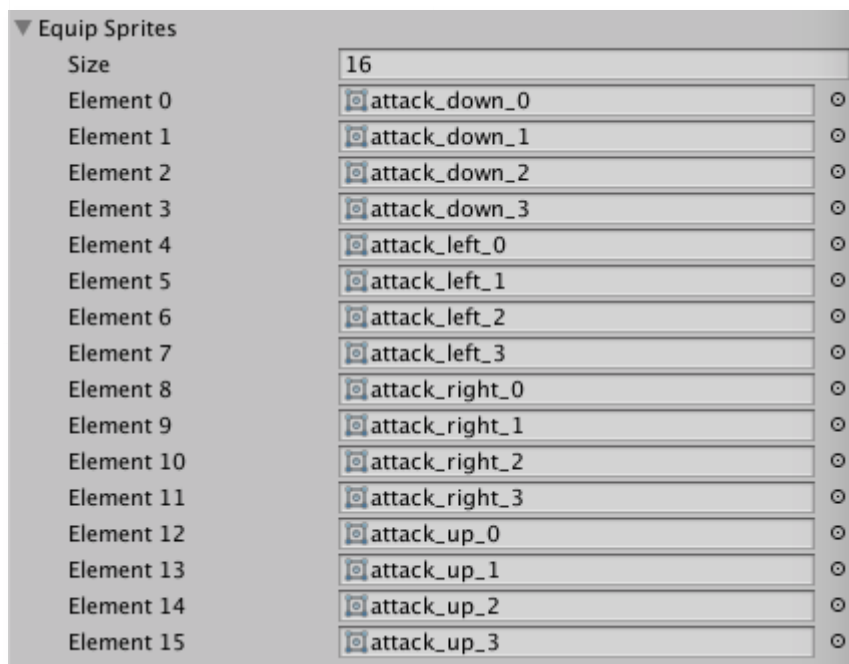 Equip Sprites
Size 16
Element 0 attack_down_0
Element 1 attack_down_1
Element 2 attack_down_2
Element 3 attack_down_3
Element 4 attack_left_0
Element 5 attack_left_1
Element 6 attack_left_2
Element 7 attack_left_3
Element 8 attack_right_0
Element 9 attack_right_1
Element 10 attack_right_2
Element 11 attack_right_3
Element 12 attack_up_0
Element 13 attack_up_1
Element 14 attack_up_2
Element 15 attack_up_3